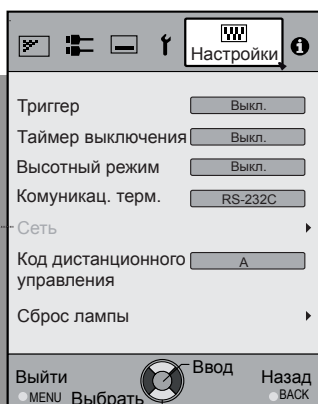 Настройки
Триггер Выкл.
Таймер выключения Выкл.
Высотный режим Выкл.
Комуникац. терм. RS-232C
Сеть
Код дистанционного A
управления
Сброс лампы
Ввод
Выйти Назад
MENU Выбрать BACK